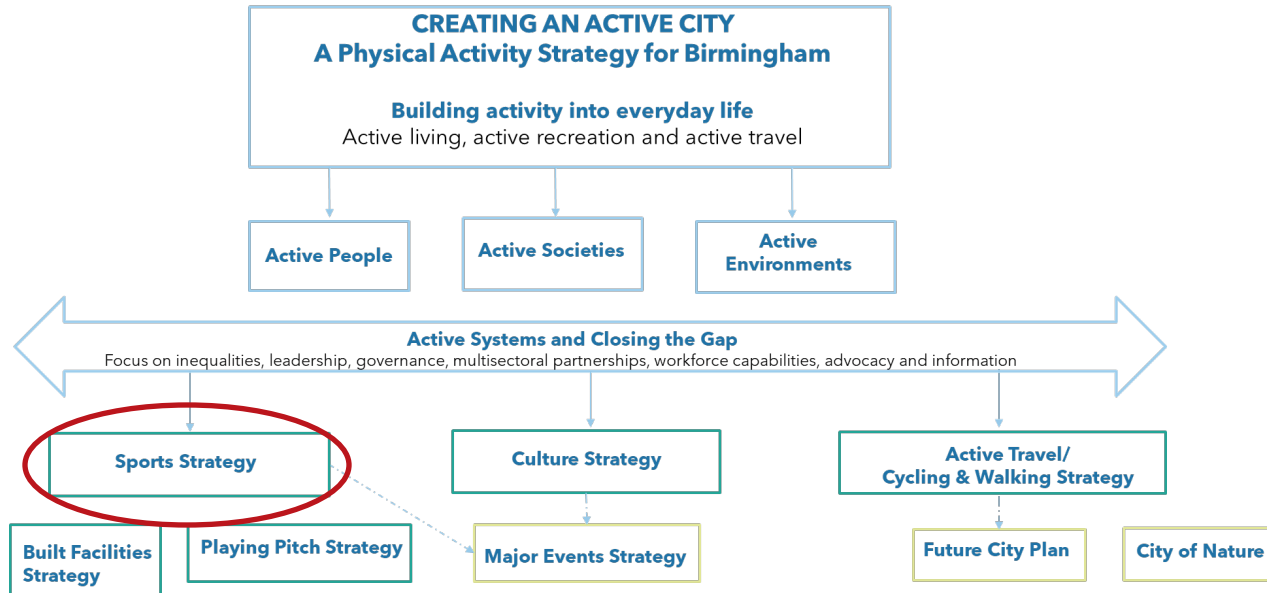 CREATING AN ACTIVE CITY
A Physical Activity Strategy for Birmingham
Building activity into everyday life
Active living, active recreation and active travel
Active People
Active Societies
Active
Environments
Active Systems and Closing the Gap
Focus on inequalities, leadership, governance, multisectoral partnerships, workforce capabilities, advocacy and information
Sports Strategy
Culture Strategy
Active Travel/
Cycling & Walking Strategy
Built Facilities
Strategy
Playing Pitch Strategy
Major Events Strategy
Future City Plan
City of Nature